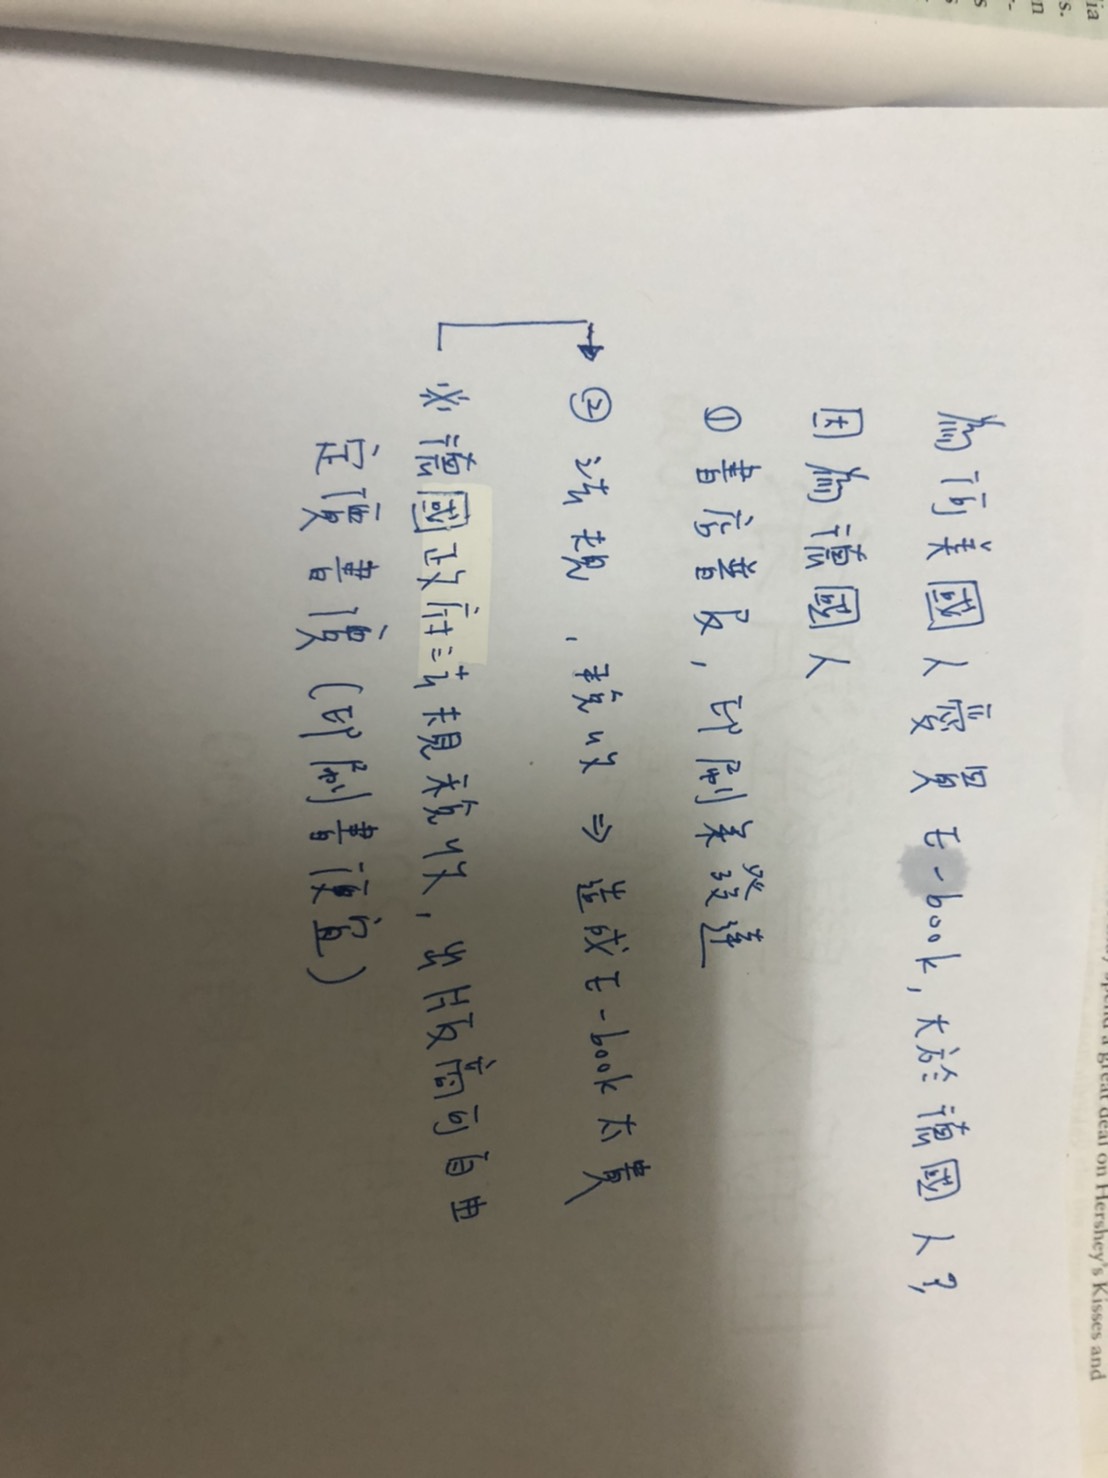 為何美國人愛買E-book, 大於德國人?
因為德國人
① 書店普及, 印刷業發達
② 法規、稅收 ⇒ 造成E-book太貴
※ 德國政府法規稅收, 出版商可自由
定價書價 (印刷書便宜)
spend a great deal on Hershey's Kisses and